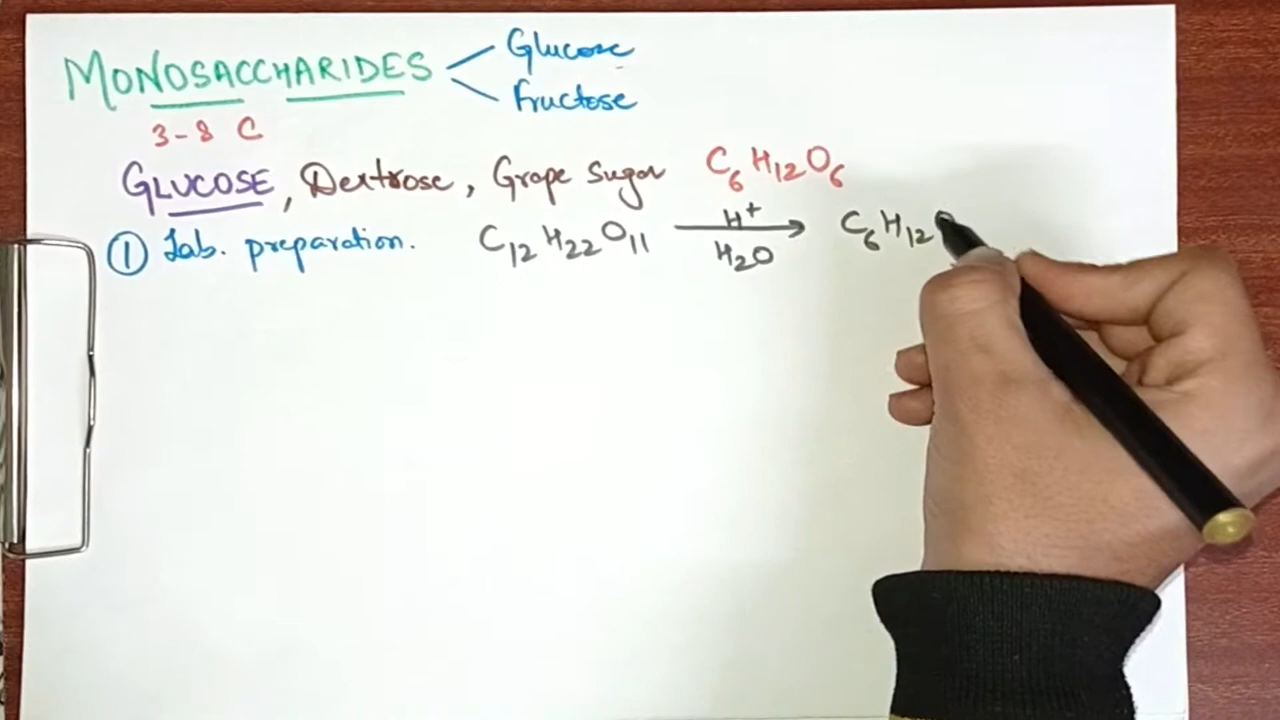 MONOSACCHARIDES Glucose
Fructose
3-8 C
GLUCOSE, Dextrose, Grape Sugar C6H12O6
① Lab. preparation. C12H22O11 H+ → H2O C6H12